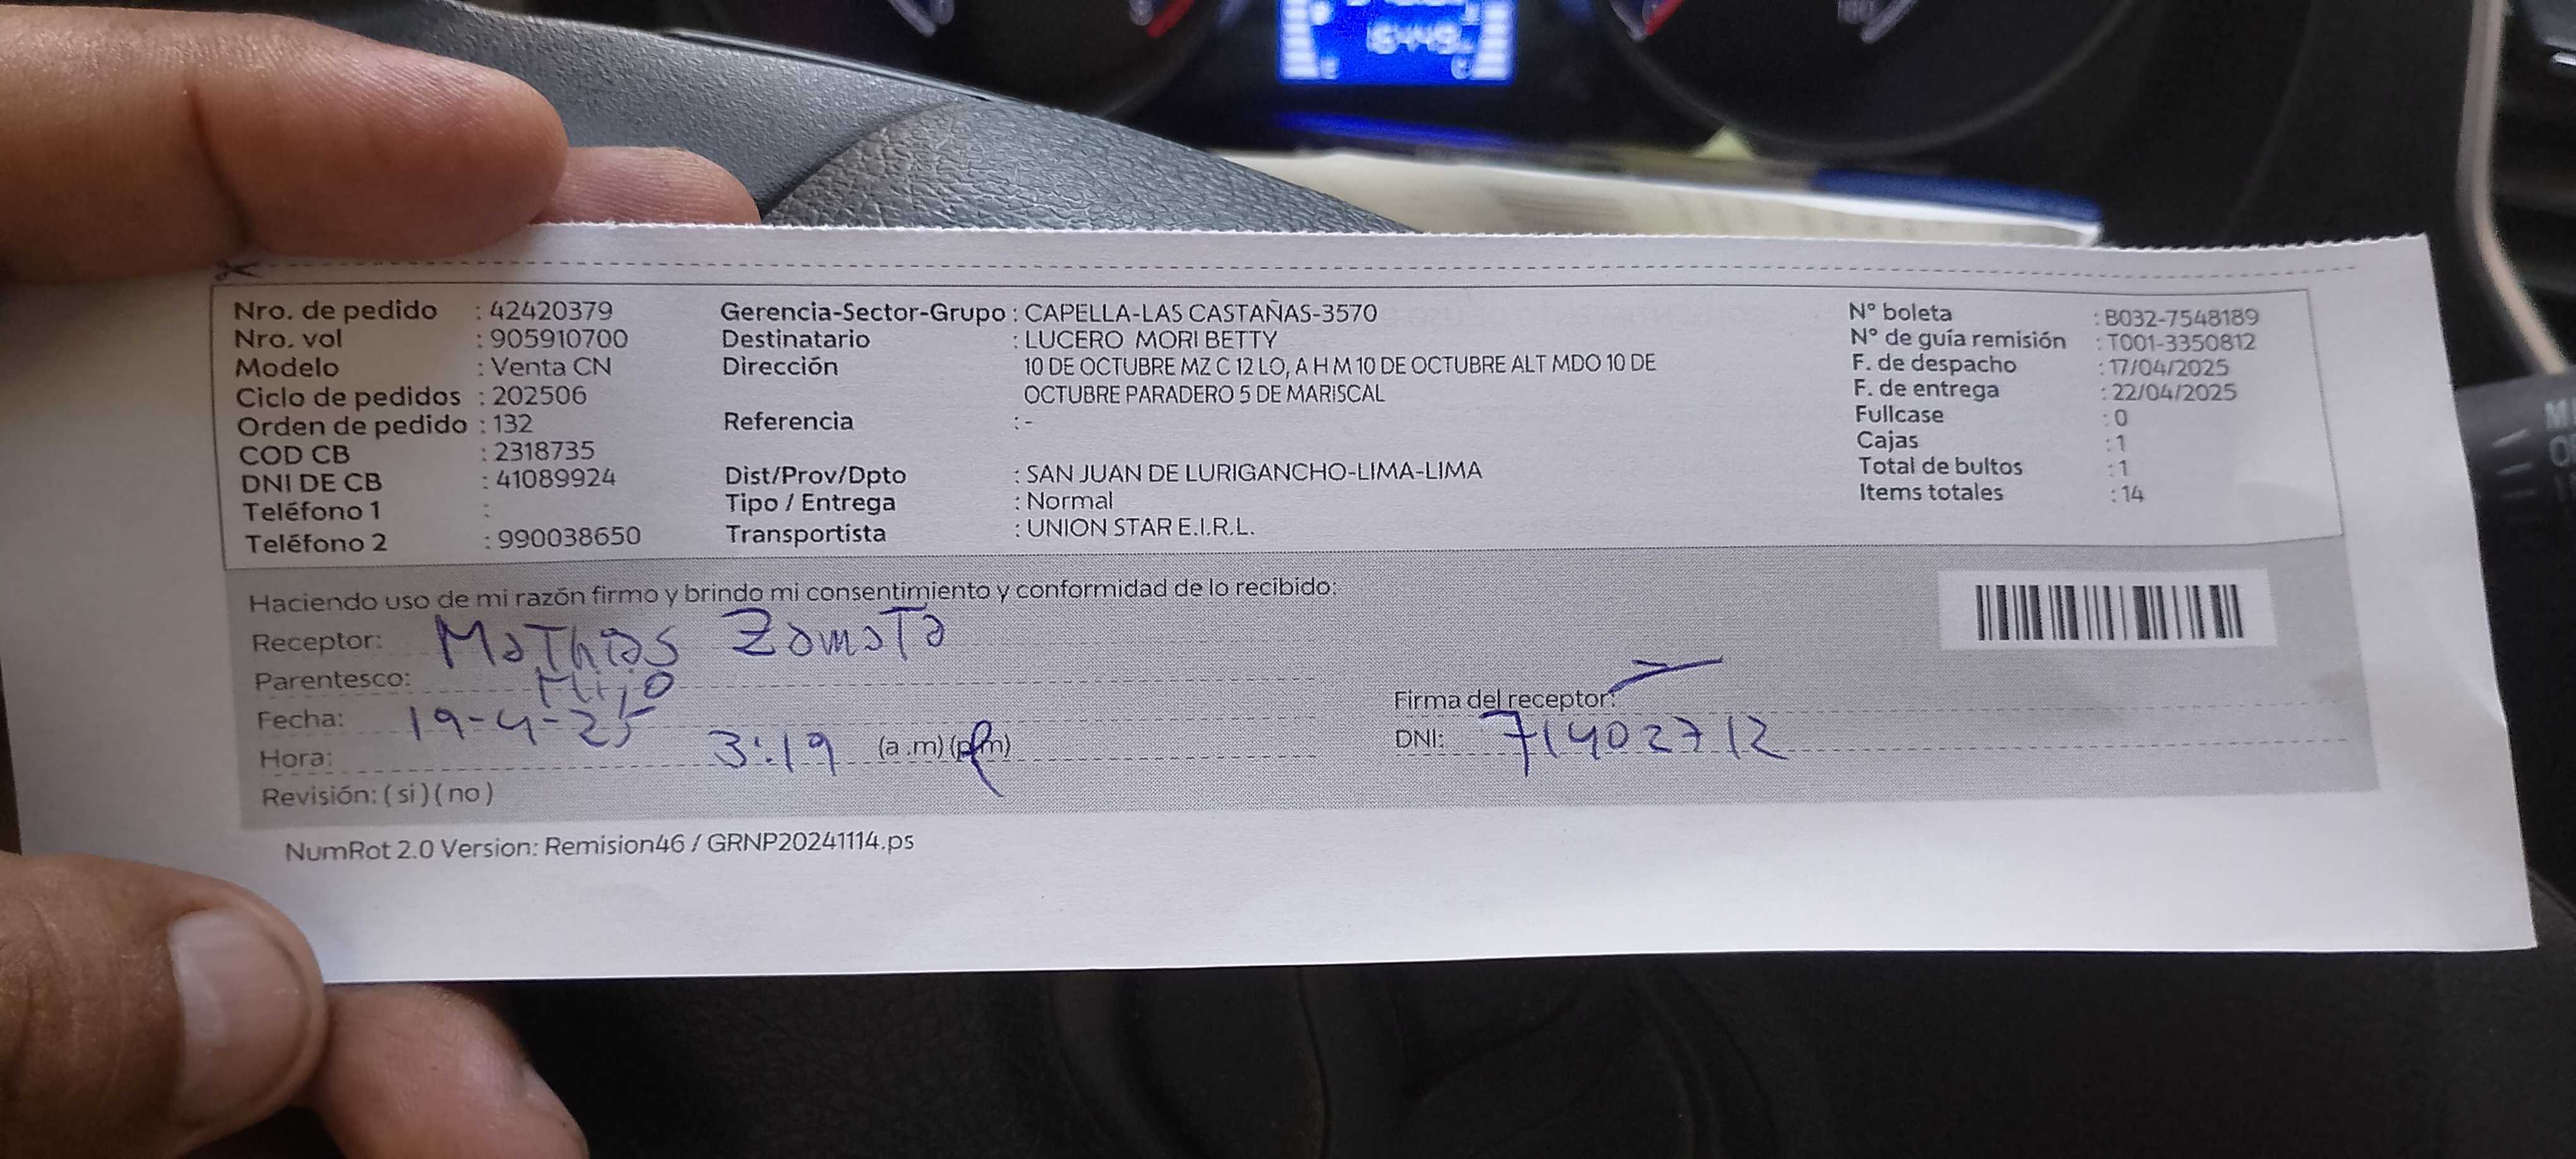 Nro. de pedido : 42420379
Nro. vol : 905910700
Modelo : Venta CN
Ciclo de pedidos : 202506
Orden de pedido : 132
COD CB : 2318735
DNI DE CB : 41089924
Teléfono 1 :
Teléfono 2 : 990038650
Gerencia-Sector-Grupo : CAPELLA-LAS CASTAÑAS-3570
Destinatario : LUCERO MORI BETTY
Dirección 10 DE OCTUBRE MZ C 12 LO, A H M 10 DE OCTUBRE ALT MDO 10 DE
OCTUBRE PARADERO 5 DE MARISCAL
Referencia : -
Dist/Prov/Dpto : SAN JUAN DE LURIGANCHO-LIMA-LIMA
Tipo / Entrega : Normal
Transportista : UNION STAR E.I.R.L.
N° boleta : B032-7548189
N° de guía remisión : T001-3350812
F. de despacho : 17/04/2025
F. de entrega : 22/04/2025
Fullcase : 0
Cajas : 1
Total de bultos : 1
Items totales : 14
Haciendo uso de mi razón firmo y brindo mi consentimiento y conformidad de lo recibido:
Receptor: Mathias Zamata
Parentesco: Hijo
Fecha: 19-4-25
Hora: 3:19 (a.m) (p.m)
Revisión: ( si ) ( no )
Firma del receptor:
DNI: 71402712
NumRot 2.0 Version: Remision46 / GRNP20241114.ps